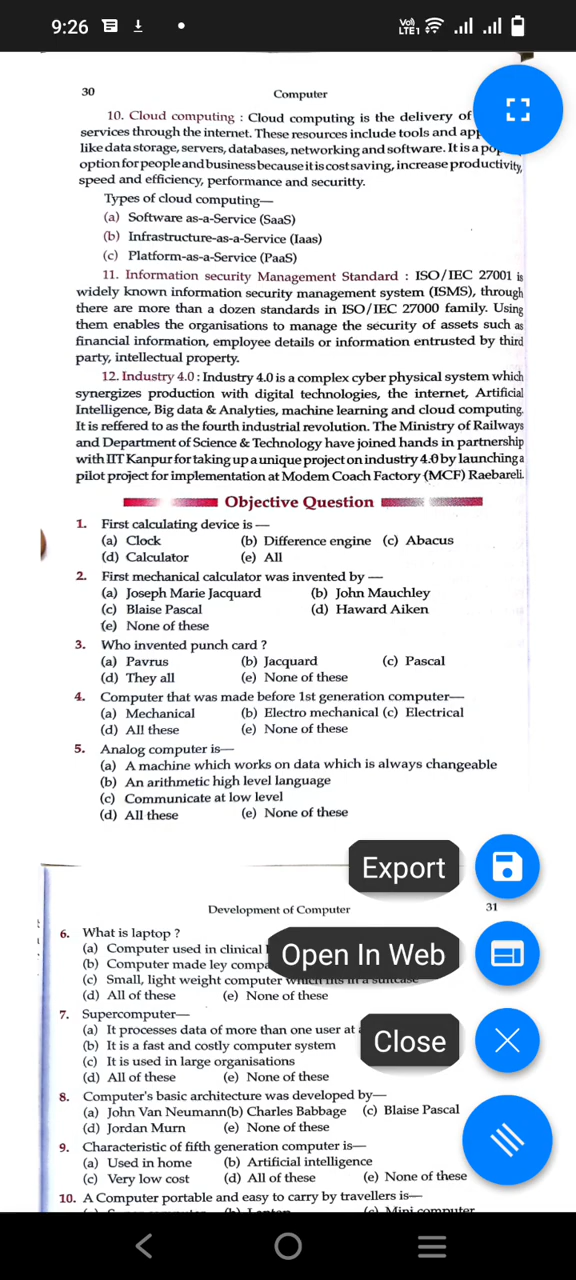 9:26
Vo)
LTE1
30
Computer
10. Cloud computing : Cloud computing is the delivery of
services through the internet. These resources include tools and
like data storage, servers, databases, networking and software. It is a
option for people and business because it is cost saving, increase productivity,
speed and efficiency, performance and securitty.
Types of cloud computing—
(a) Software as-a-Service (SaaS)
(b) Infrastructure-as-a-Service (Iaas)
(c) Platform-as-a-Service (PaaS)
11. Information security Management Standard : ISO/IEC 27001 is
widely known information security management system (ISMS), through
there are more than a dozen standards in ISO/IEC 27000 family. Using
them enables the organisations to manage the security of assets such as
financial information, employee details or information entrusted by third
party, intellectual property.
12. Industry 4.0 : Industry 4.0 is a complex cyber physical system which
synergizes production with digital technologies, the internet, Artificial
Intelligence, Big data & Analyties, machine learning and cloud computing.
It is reffered to as the fourth industrial revolution. The Ministry of Railways
and Department of Science & Technology have joined hands in partnership
with IIT Kanpur for taking up a unique project on industry 4.0 by launching a
pilot project for implementation at Modem Coach Factory (MCF) Raebareli.
Objective Question
1. First calculating device is —
(a) Clock (b) Difference engine (c) Abacus
(d) Calculator (e) All
2. First mechanical calculator was invented by —
(a) Joseph Marie Jacquard (b) John Mauchley
(c) Blaise Pascal (d) Haward Aiken
(e) None of these
3. Who invented punch card ?
(a) Pavrus (b) Jacquard (c) Pascal
(d) They all (e) None of these
4. Computer that was made before 1st generation computer—
(a) Mechanical (b) Electro mechanical (c) Electrical
(d) All these (e) None of these
5. Analog computer is—
(a) A machine which works on data which is always changeable
(b) An arithmetic high level language
(c) Communicate at low level
(d) All these (e) None of these
Export
Development of Computer 31
6. What is laptop ?
(a) Computer used in clinical
(b) Computer made ley
Open In Web
(c) Small, light weight computer which fits in a suitcase
(d) All of these (e) None of these
7. Supercomputer—
(a) It processes data of more than one user at
(b) It is a fast and costly computer system
Close
(c) It is used in large organisations
(d) All of these (e) None of these
8. Computer's basic architecture was developed by—
(a) John Van Neumann(b) Charles Babbage (c) Blaise Pascal
(d) Jordan Murn (e) None of these
9. Characteristic of fifth generation computer is—
(a) Used in home (b) Artificial intelligence
(c) Very low cost (d) All of these (e) None of these
10. A Computer portable and easy to carry by travellers is—